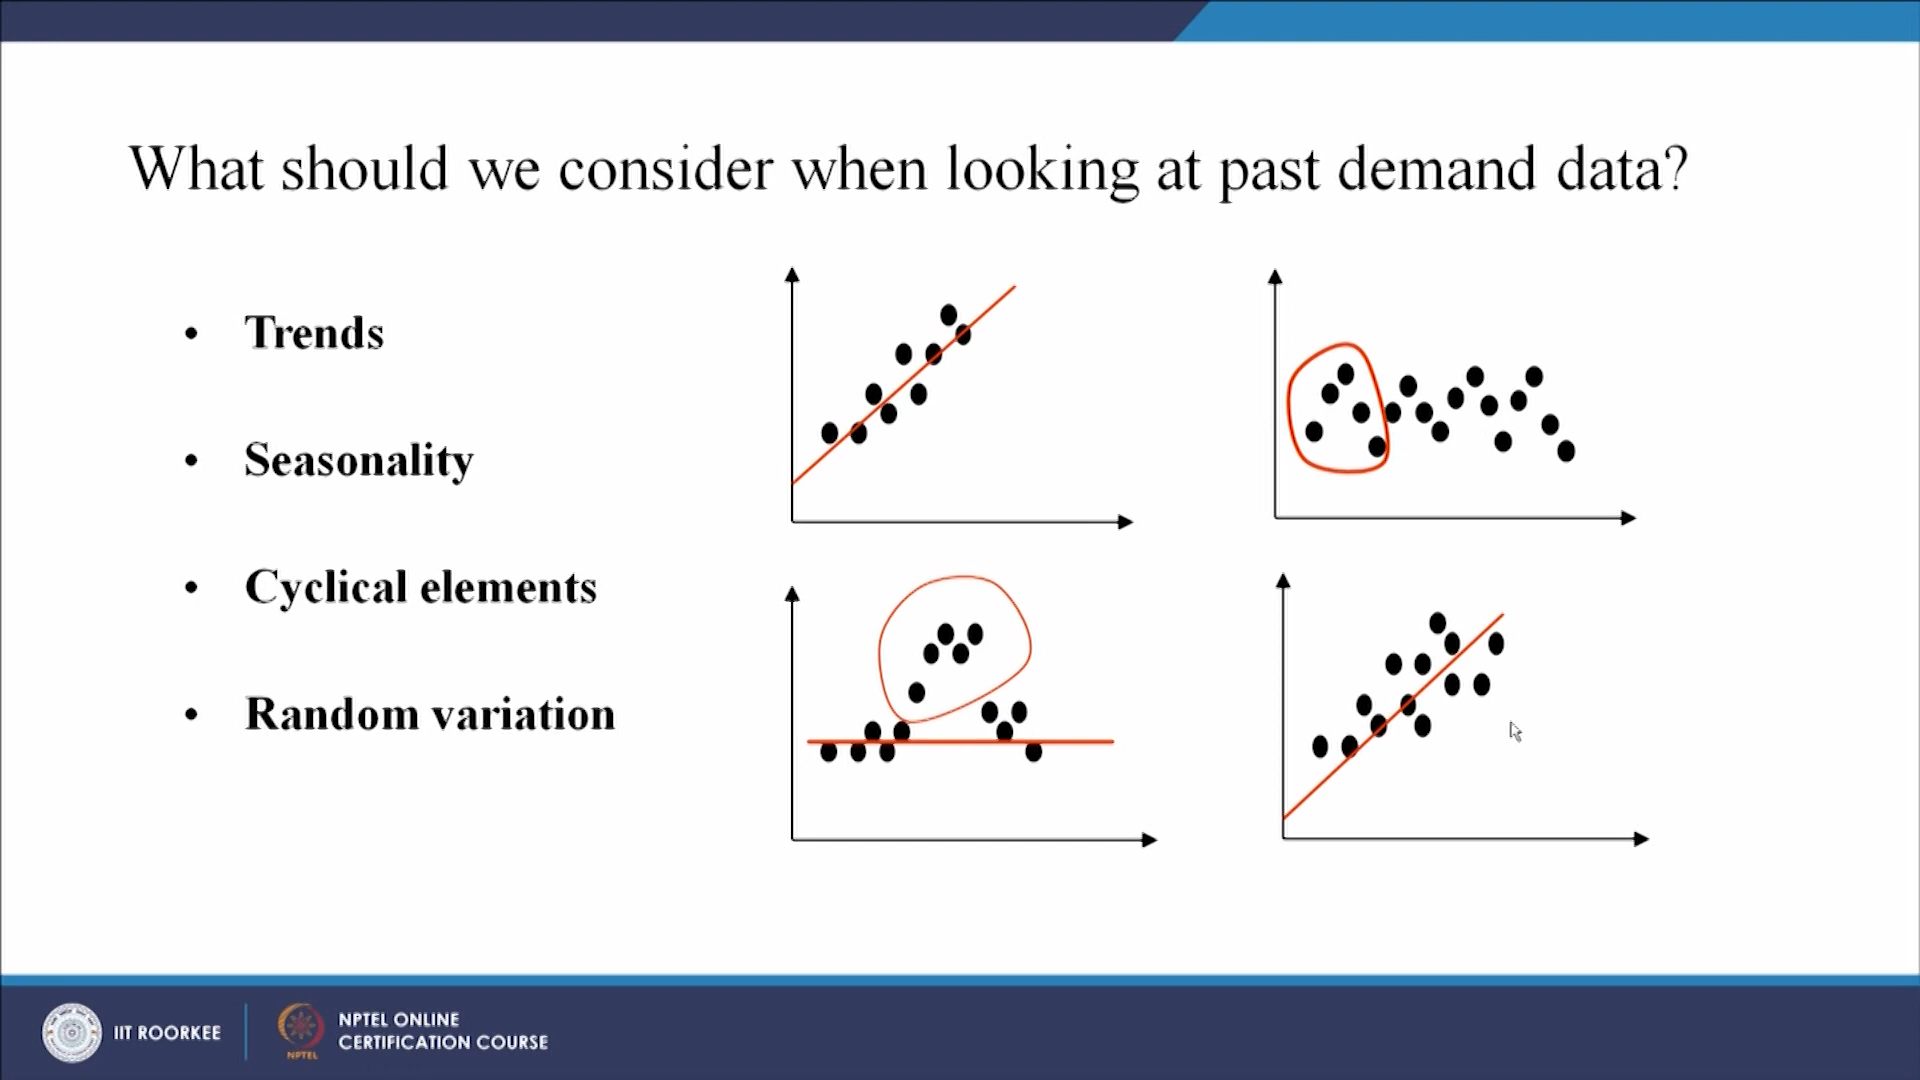 What should we consider when looking at past demand data?
• Trends
• Seasonality
• Cyclical elements
• Random variation
IIT ROORKEE
NPTEL
NPTEL ONLINE
CERTIFICATION COURSE